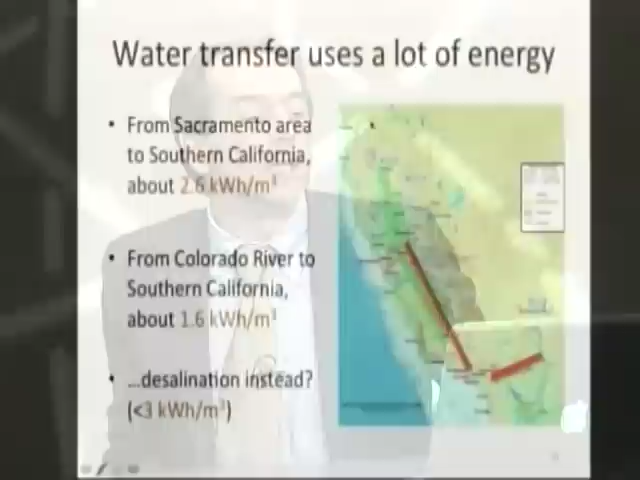 Water transfer uses a lot of energy
• From Sacramento area
to Southern California,
about 2.6 kWh/m³
• From Colorado River to
Southern California,
about 1.6 kWh/m³
• ...desalination instead?
(<3 kWh/m³)